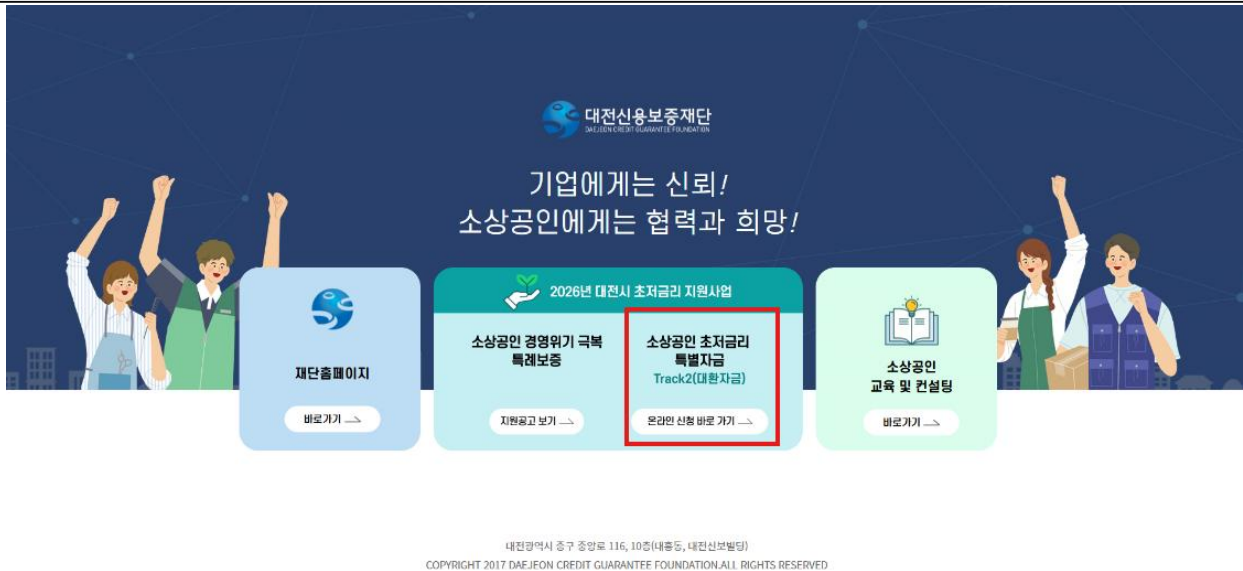 대전신용보증재단
DAEJEON CREDIT GUARANTEE FOUNDATION
기업에게는 신뢰!
소상공인에게는 협력과 희망!
재단홈페이지
바로가기
2026년 대전시 초저금리 지원사업
소상공인 경영위기 극복
특례보증
지원공고 보기
소상공인 초저금리
특별자금
Track2(대환자금)
온라인 신청 바로 가기
소상공인
교육 및 컨설팅
바로가기
대전광역시 중구 중앙로 116, 10층(대흥동, 대전신보빌딩)
COPYRIGHT 2017 DAEJEON CREDIT GUARANTEE FOUNDATION.ALL RIGHTS RESERVED